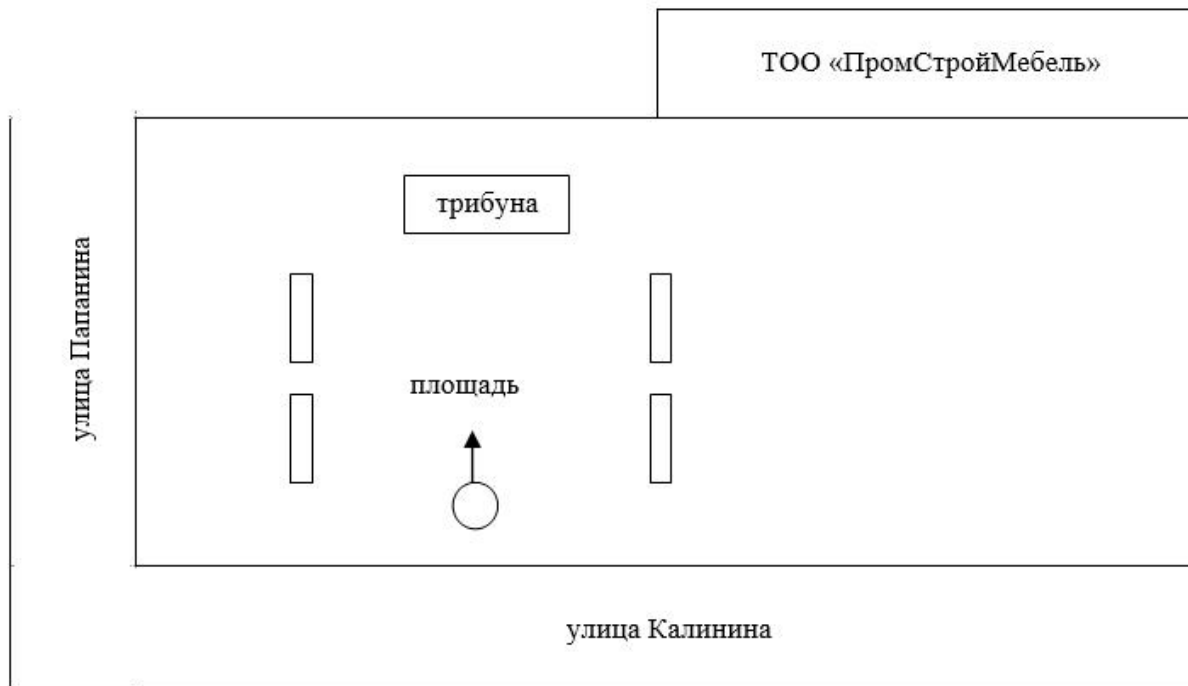 ТОО «ПромСтройМебель»
трибуна
улица Папанина
площадь
улица Калинина